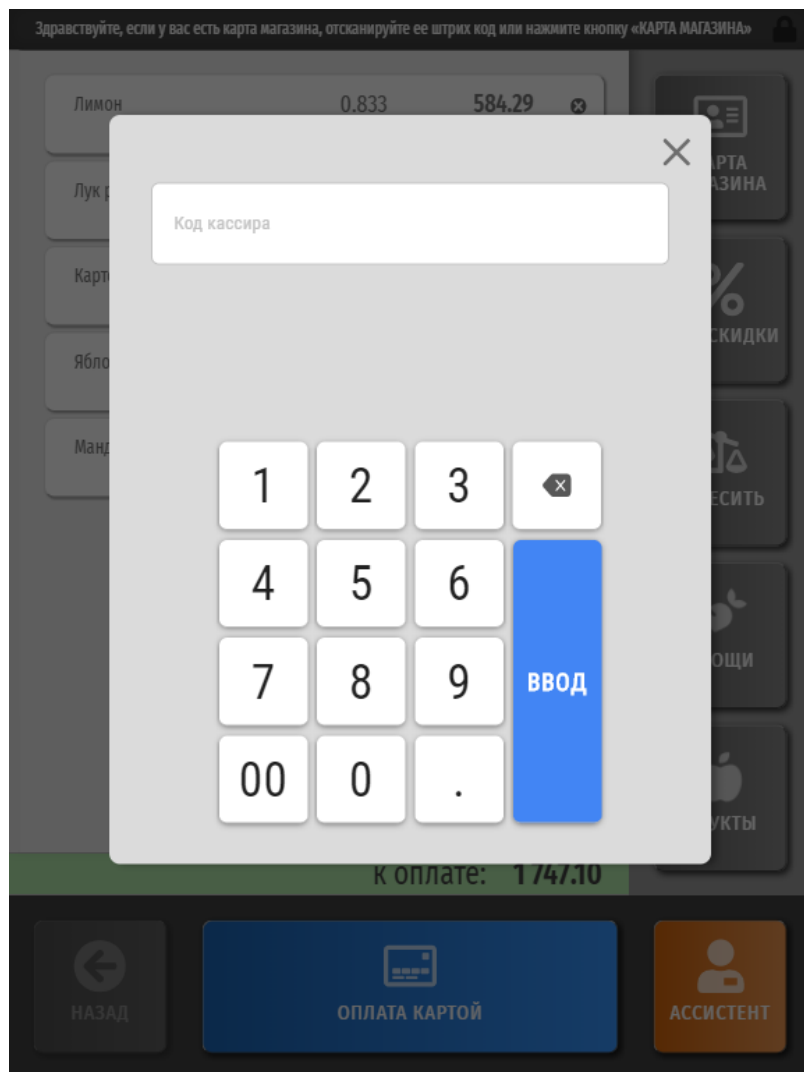 Здравствуйте, если у вас есть карта магазина, отсканируйте ее штрих код или нажмите кнопку «КАРТА МАГАЗИНА»
Лимон 0.833 584.29
Лук
Код кассира
1 2 3
4 5 6
7 8 9 ВВОД
00 0 .
к оплате: 1 747.10
НАЗАД
ОПЛАТА КАРТОЙ
АССИСТЕНТ